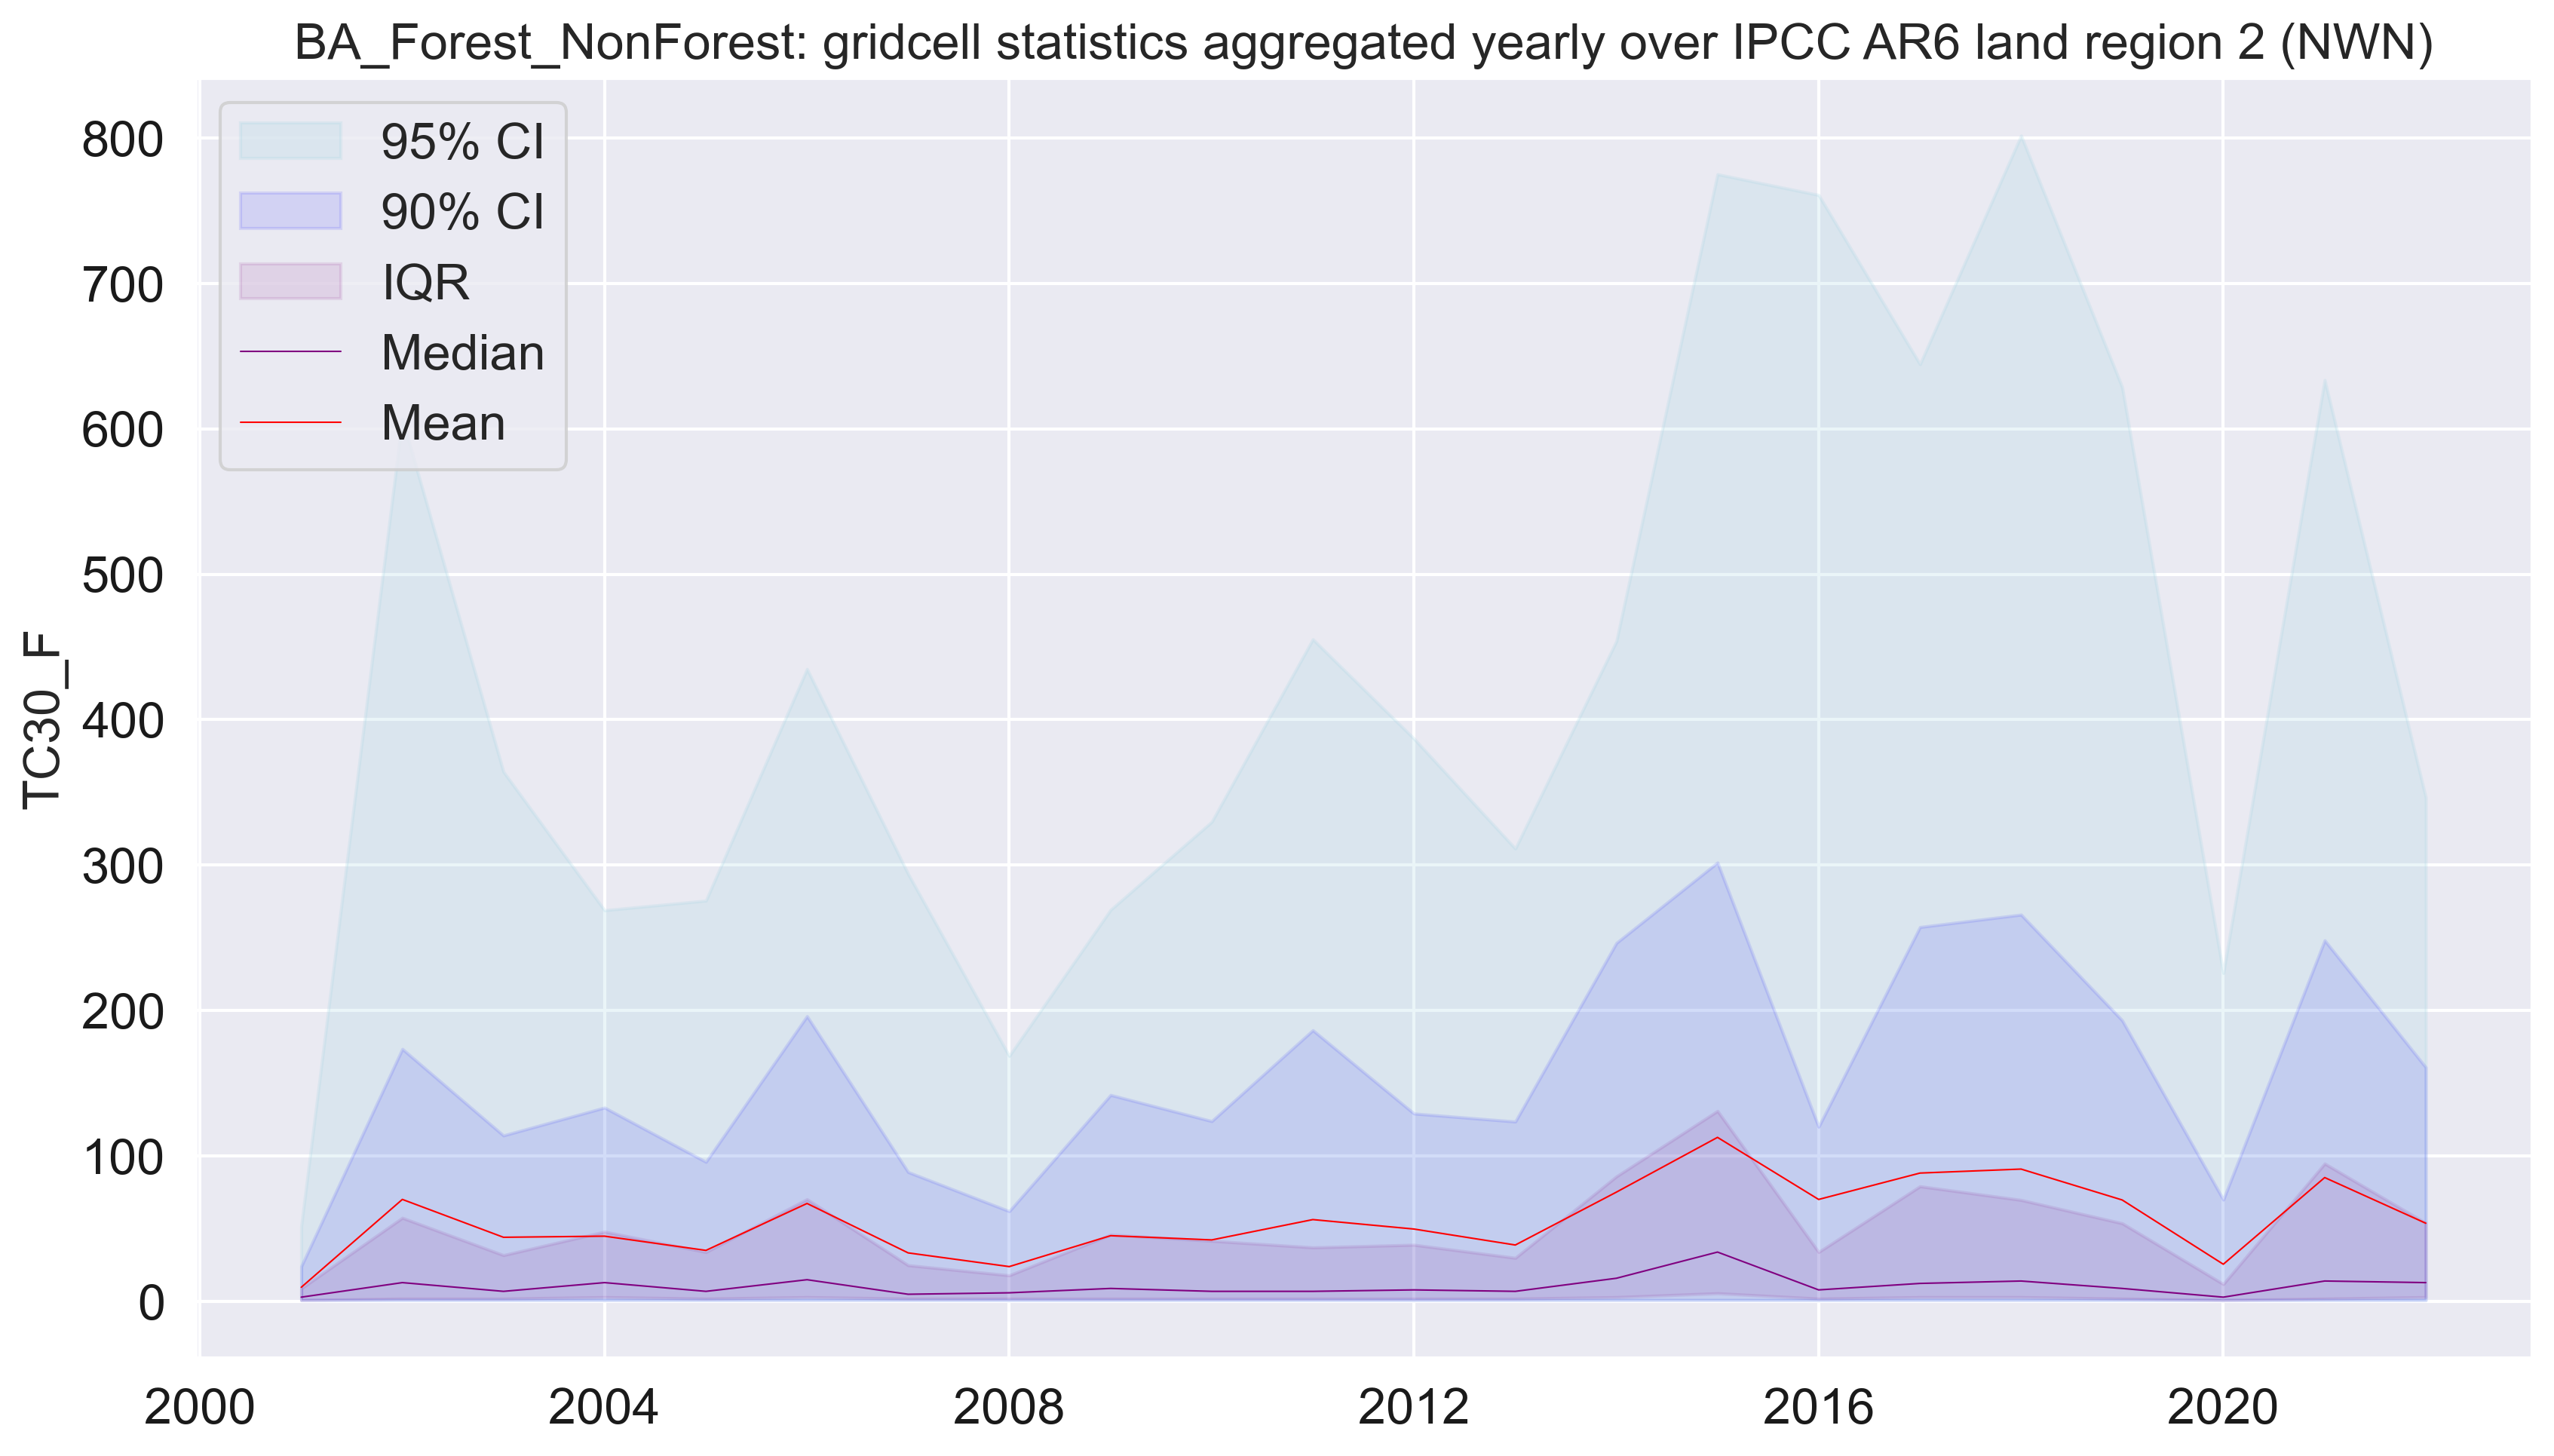 BA_Forest_NonForest: gridcell statistics aggregated yearly over IPCC AR6 land region 2 (NWN)
95% CI
90% CI
IQR
Median
Mean
TC30_F
800
700
600
500
400
300
200
100
0
2000 2004 2008 2012 2016 2020